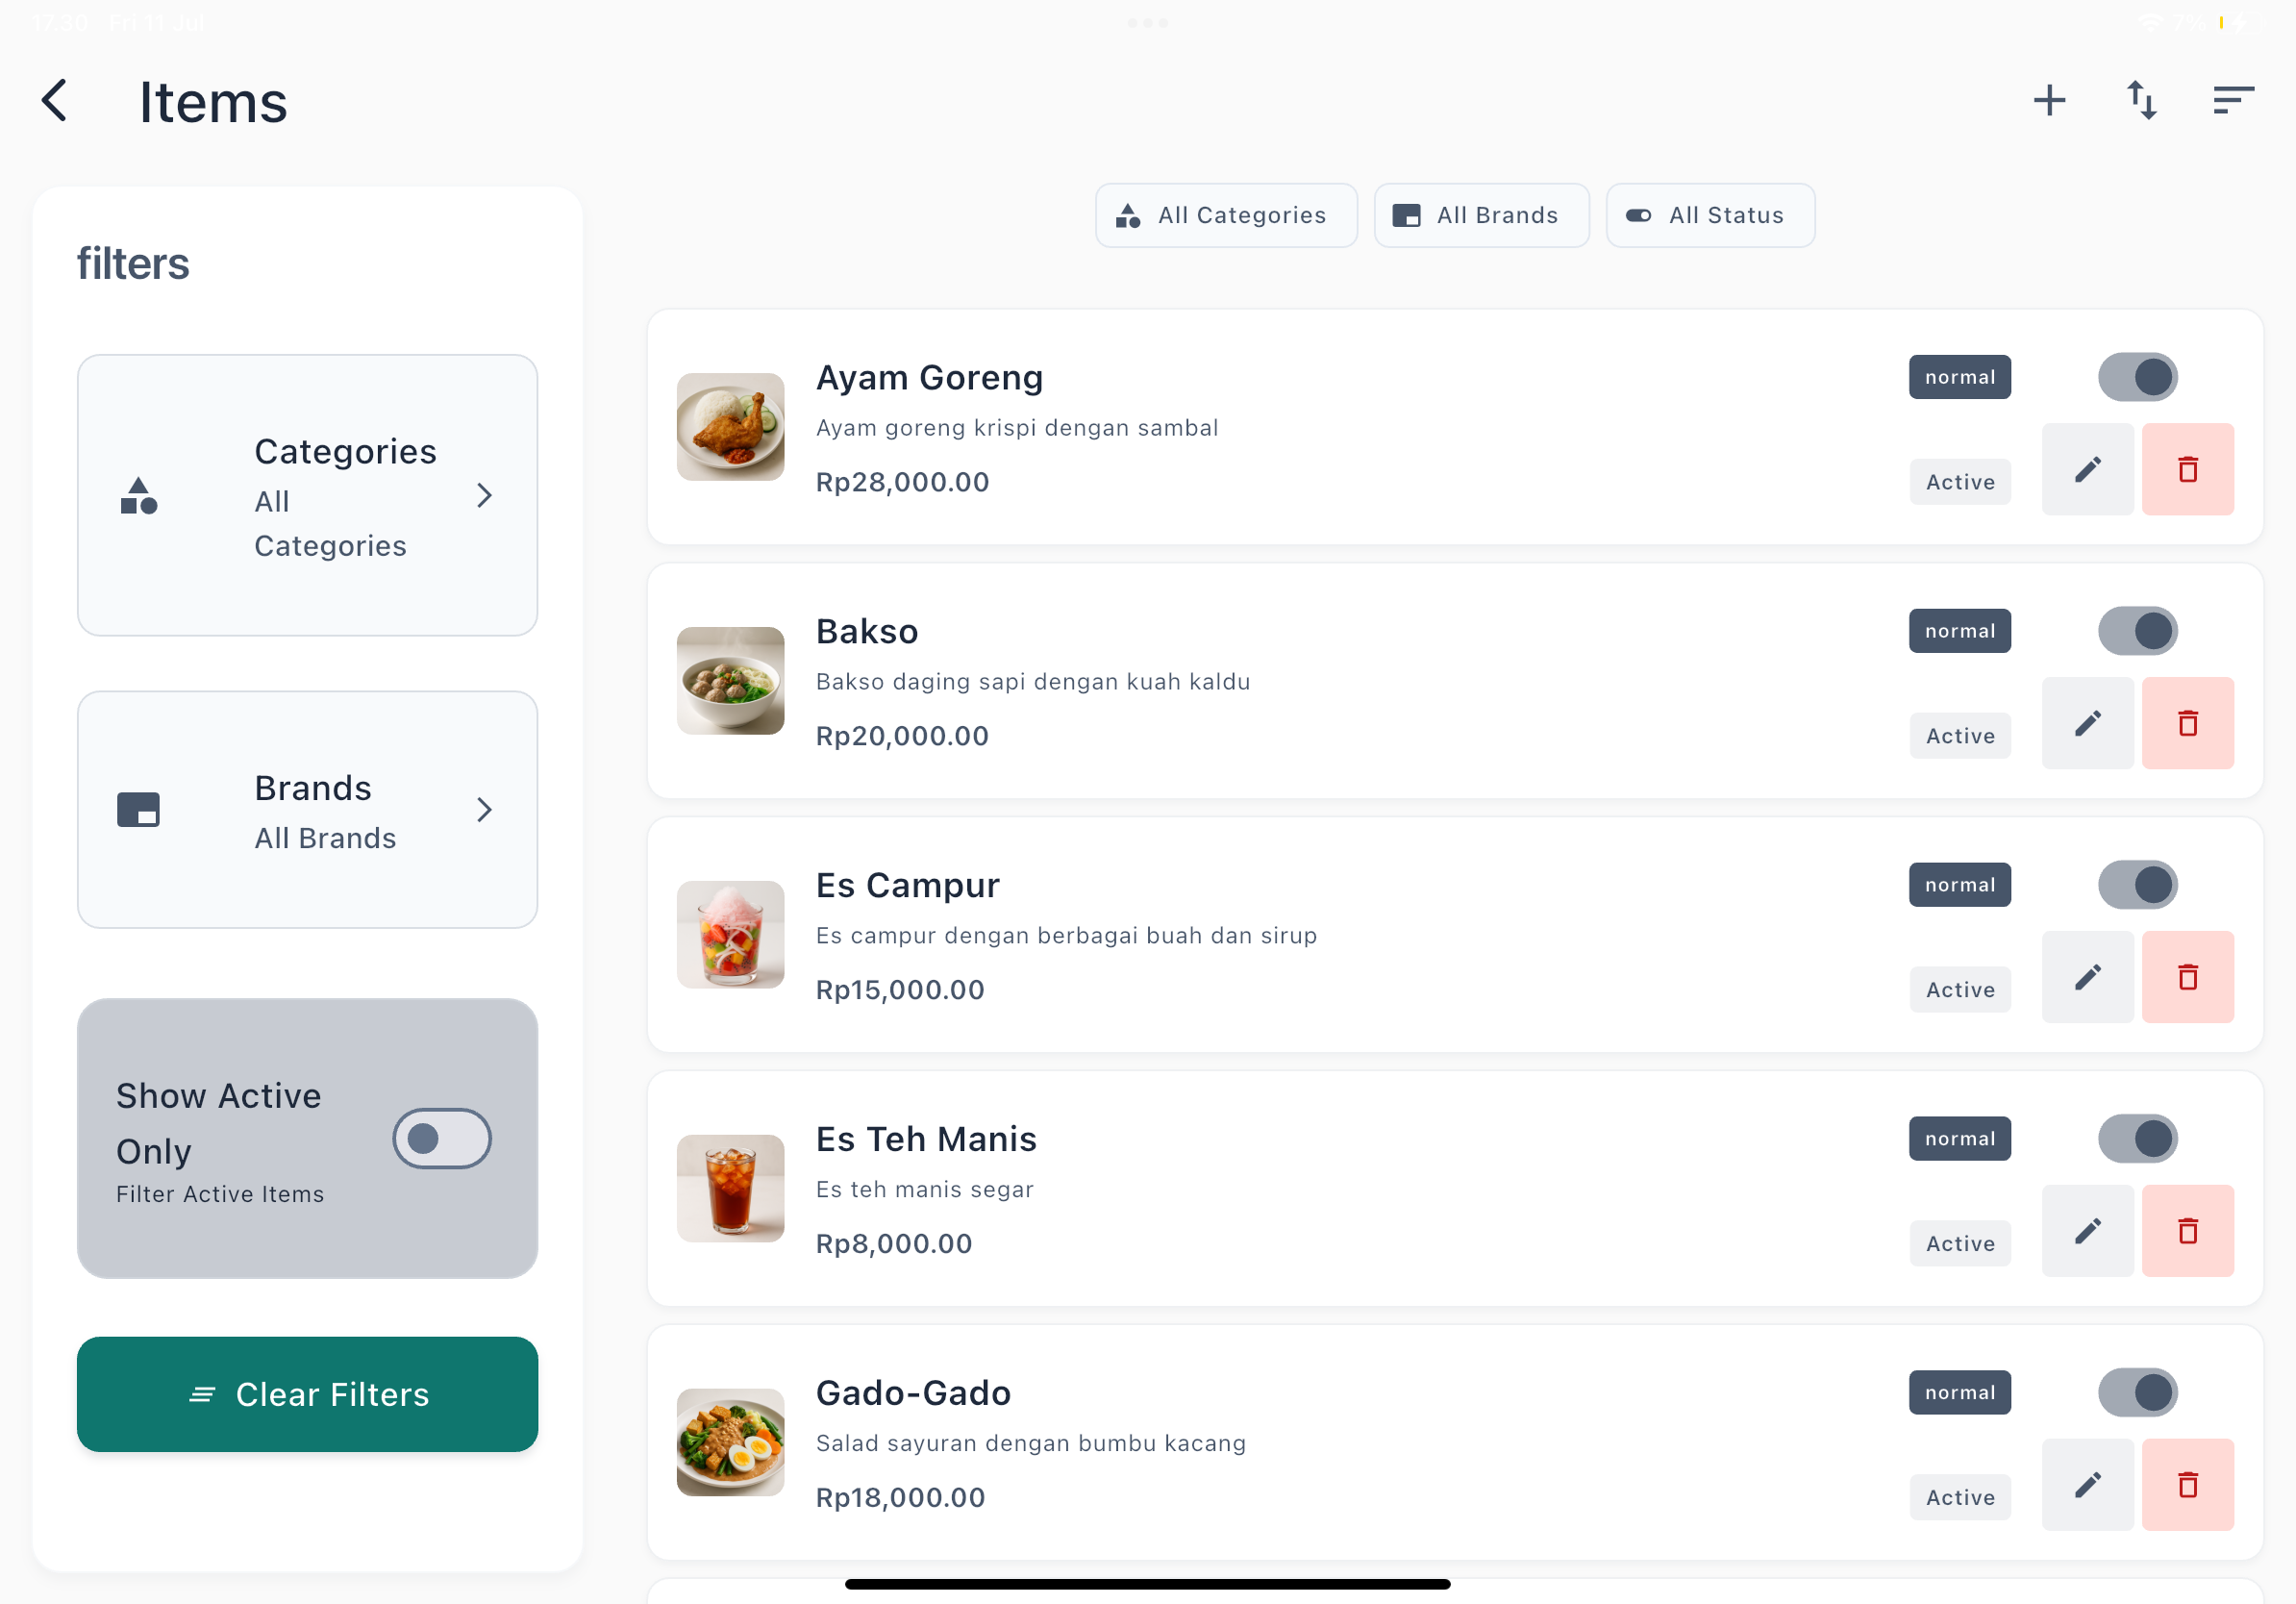 17.30 Fri 11 Jul
7%
Items
All Categories
All Brands
All Status
filters
Categories
All
Categories
Brands
All Brands
Show Active
Only
Filter Active Items
Clear Filters
Ayam Goreng
Ayam goreng krispi dengan sambal
Rp28,000.00
normal
Active
Bakso
Bakso daging sapi dengan kuah kaldu
Rp20,000.00
normal
Active
Es Campur
Es campur dengan berbagai buah dan sirup
Rp15,000.00
normal
Active
Es Teh Manis
Es teh manis segar
Rp8,000.00
normal
Active
Gado-Gado
Salad sayuran dengan bumbu kacang
Rp18,000.00
normal
Active